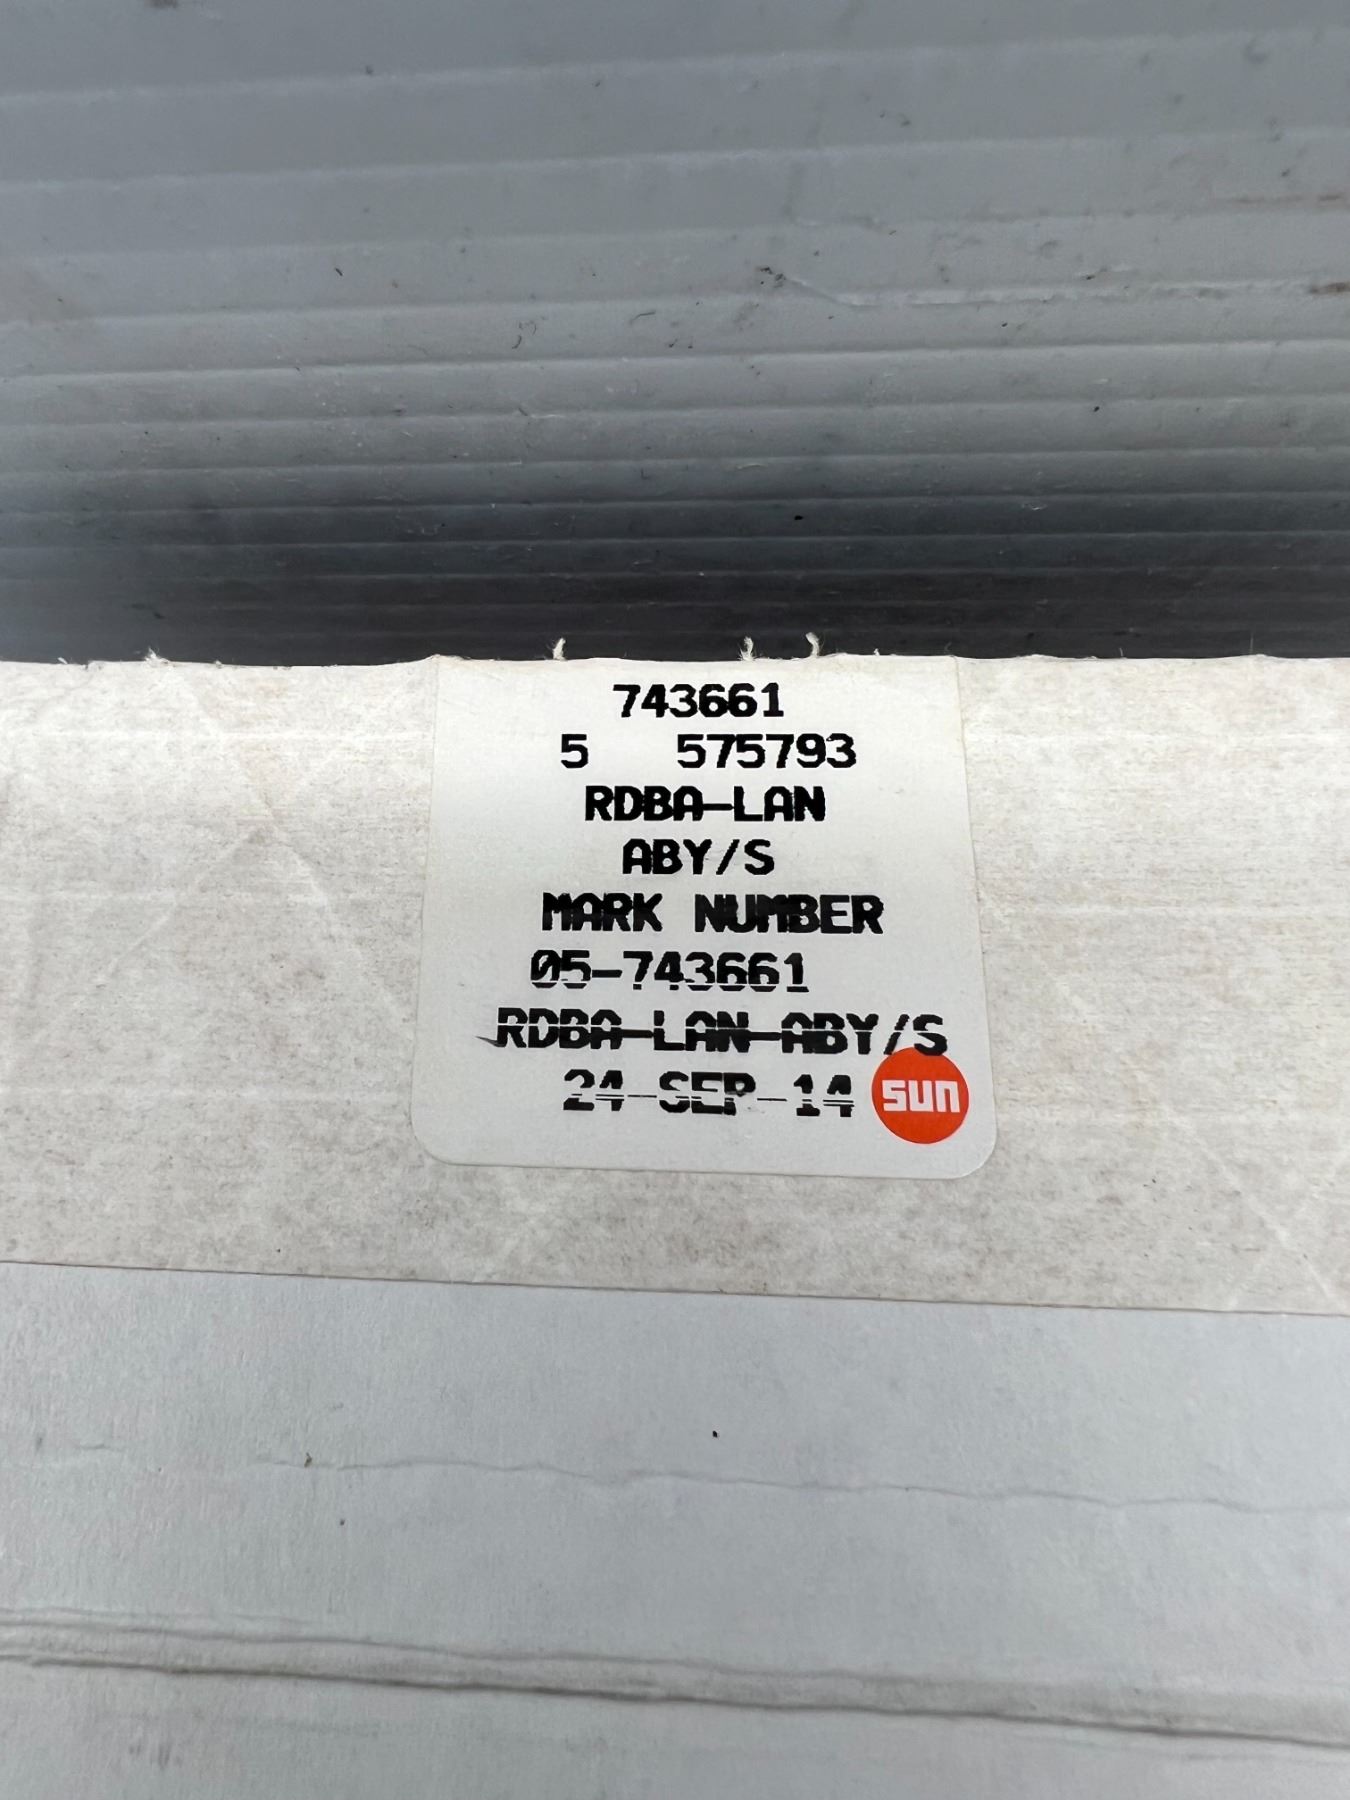 743661
5 575793
RDBA-LAN
ABY/S
MARK NUMBER
05-743661
RDBA-LAN-ABY/S
24-SEP-14
sun